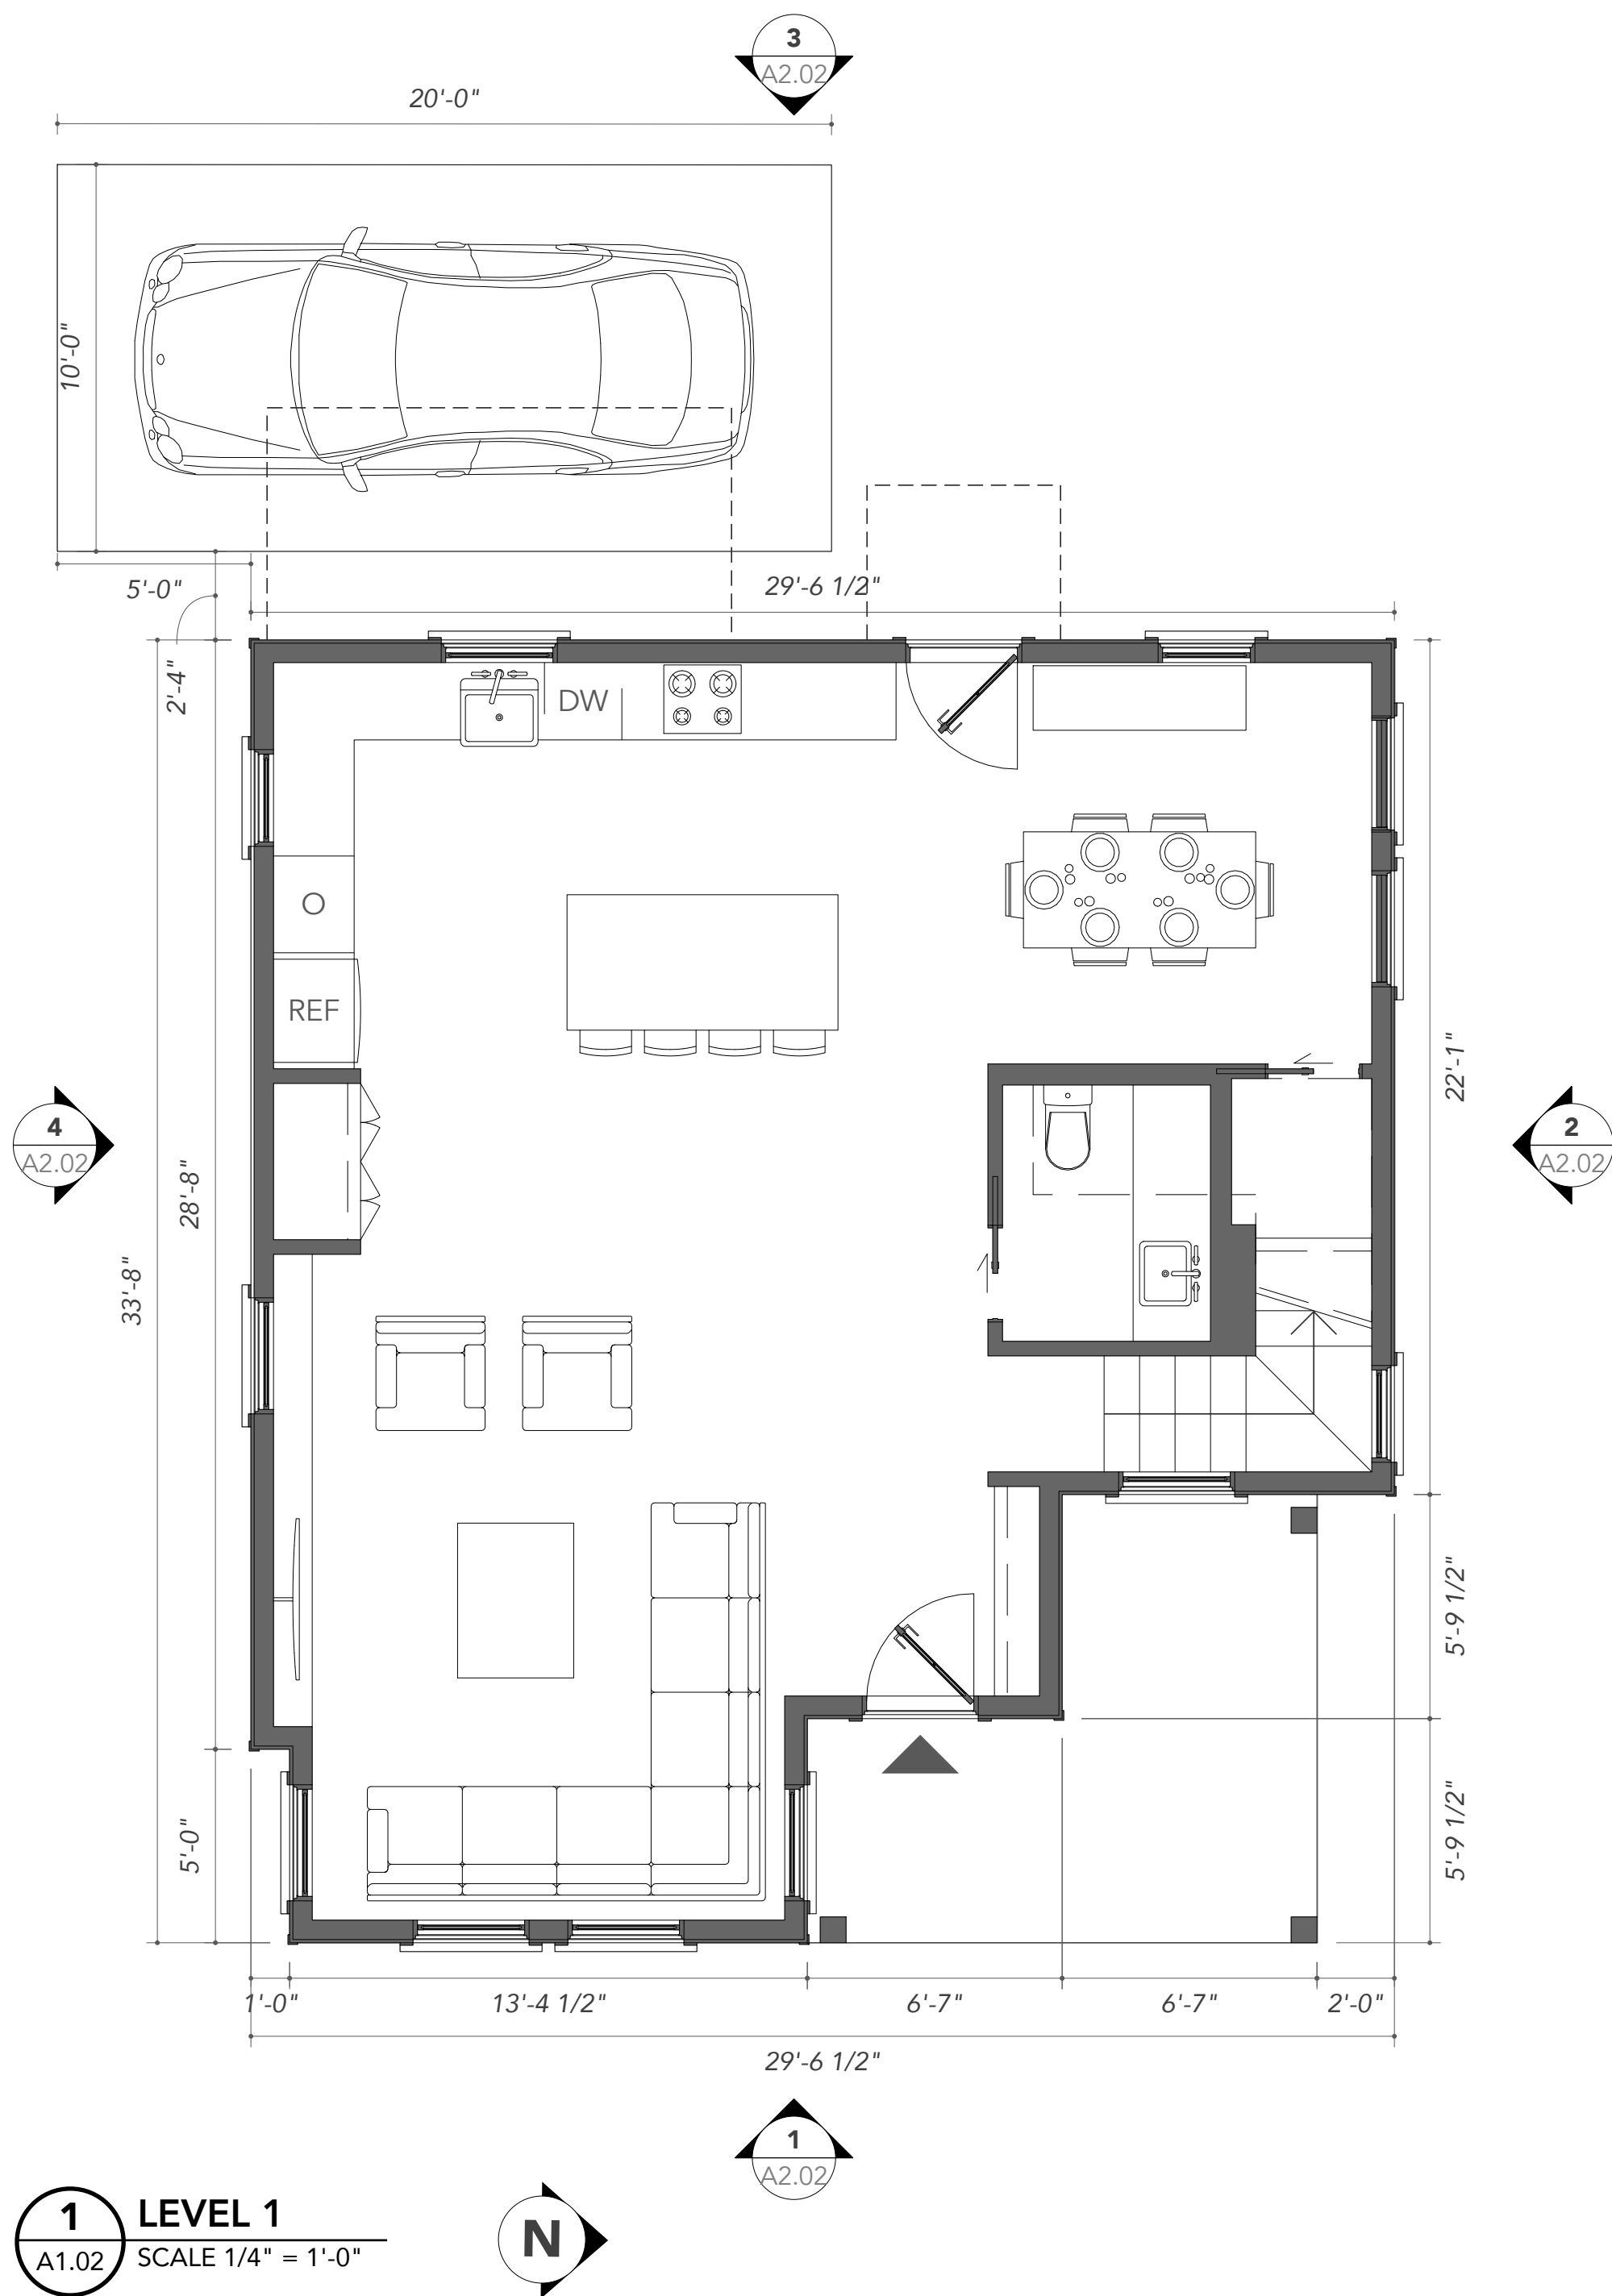 3
A2.02
20'-0"
10'-0"
5'-0"
29'-6 1/2"
2'-4"
DW
REF
4
A2.02
2
A2.02
22'-1"
28'-8"
33'-8"
5'-9 1/2"
5'-9 1/2"
5'-0"
1'-0"
13'-4 1/2"
6'-7"
6'-7"
2'-0"
29'-6 1/2"
1
A2.02
1
A1.02
LEVEL 1
SCALE 1/4" = 1'-0"
N